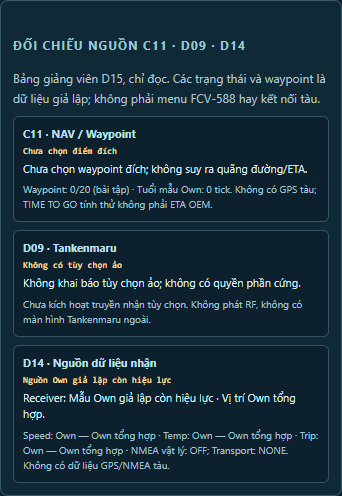 ĐỐI CHIẾU NGUỒN C11 · D09 · D14
Bảng giảng viên D15, chỉ đọc. Các trạng thái và waypoint là
dữ liệu giả lập; không phải menu FCV-588 hay kết nối tàu.
C11 · NAV / Waypoint
Chưa chọn điểm đích
Chưa chọn waypoint đích; không suy ra quãng đường/ETA.
Waypoint: 0/20 (bài tập) · Tuổi mẫu Own: 0 tick. Không có GPS tàu;
TIME TO GO tính thử không phải ETA OEM.
D09 · Tankenmaru
Không có tùy chọn ảo
Không khai báo tùy chọn ảo; không có quyền phần cứng.
Chưa kích hoạt truyền nhận tùy chọn. Không phát RF, không có
màn hình Tankenmaru ngoài.
D14 · Nguồn dữ liệu nhận
Nguồn Own giả lập còn hiệu lực
Receiver: Mẫu Own giả lập còn hiệu lực · Vị trí Own tổng
hợp.
Speed: Own — Own tổng hợp · Temp: Own — Own tổng hợp · Trip:
Own — Own tổng hợp · NMEA vật lý: OFF; Transport: NONE.
Không có dữ liệu GPS/NMEA tàu.